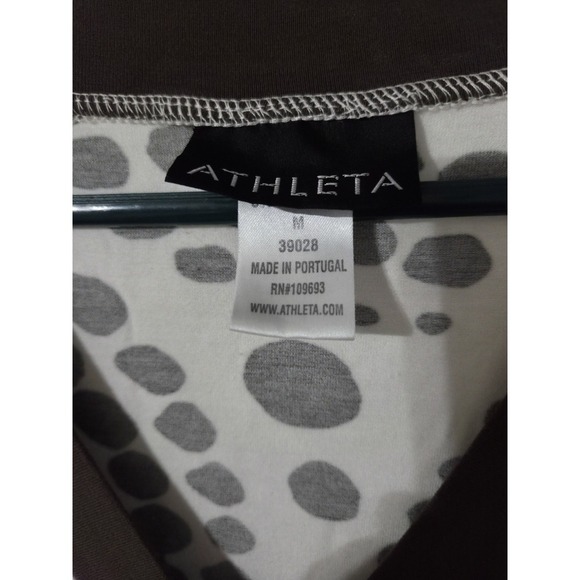 ATHLETA
M
39028
MADE IN PORTUGAL
RN#109693
WWW.ATHLETA.COM